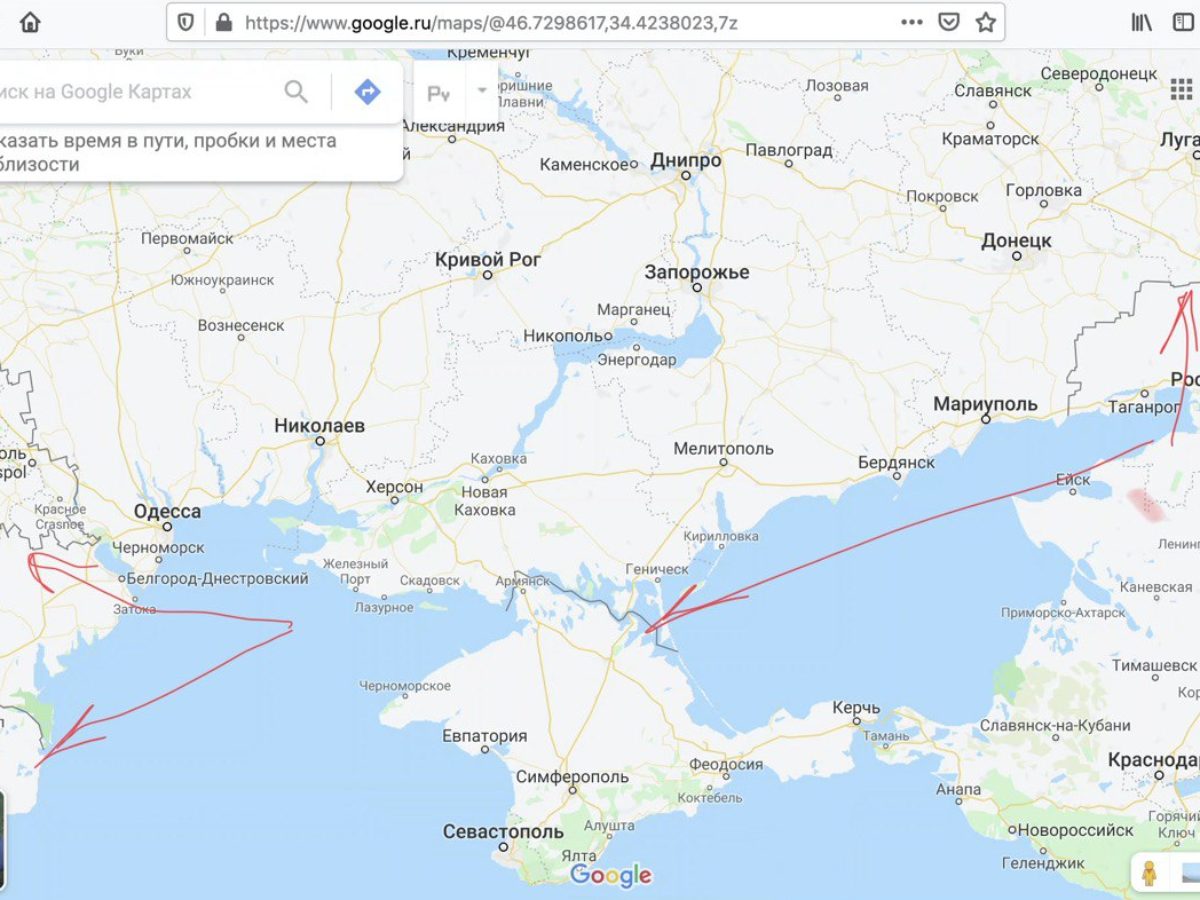 https://www.google.ru/maps/@46.7298617,34.4238023,7z
Кременчуг
иск на Google Картах
Горишние
Плавни
Лозовая
Северодонецк
Славянск
казать время в пути, пробки и места
близости
Александрия
Каменское
Днипро
Павлоград
Краматорск
Луга
Покровск
Горловка
Первомайск
Кривой Рог
Донецк
Южноукраинск
Запорожье
Вознесенск
Марганец
Никополь
Энергодар
Рос
Таганрог
Николаев
Мариуполь
Мелитополь
Каховка
Бердянск
оль
spol
Херсон
Новая
Каховка
Ейск
Красное
Crasnoe
Одесса
Кирилловка
Черноморск
Ленин
Железный
Порт
Скадовск
Армянск
Геническ
Белгород-Днестровский
Каневская
Затока
Лазурное
Приморско-Ахтарск
Тимашевск
Черноморское
Кор
Керчь
Тамань
Славянск-на-Кубани
Евпатория
Феодосия
Краснодар
Симферополь
Коктебель
Анапа
Севастополь
Алушта
Новороссийск
Горячий
Ключ
Ялта
Геленджик
Google